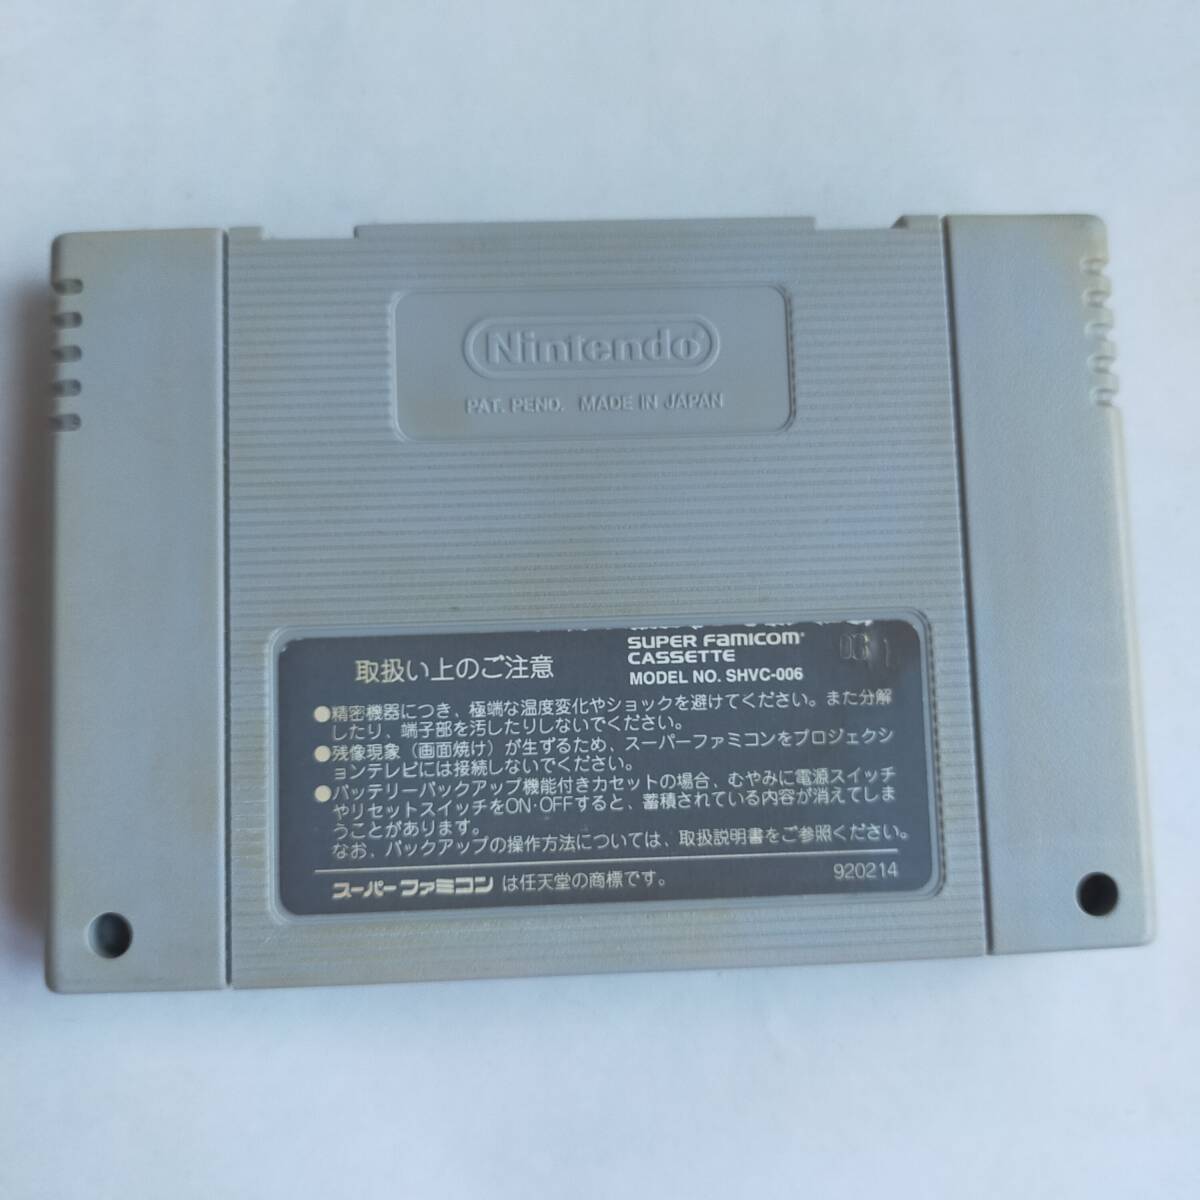 Nintendo®
PAT. PEND. MADE IN JAPAN
取扱い上のご注意
SUPER FAMICOM®
CASSETTE
MODEL NO. SHVC-006
●精密機器につき、極端な温度変化やショックを避けてください。また分解
したり、端子部を汚したりしないでください。
●残像現象（画面焼け）が生ずるため、スーパーファミコンをプロジェクシ
ョンテレビには接続しないでください。
●バッテリーバックアップ機能付きカセットの場合、むやみに電源スイッチ
やリセットスイッチをON・OFFすると、蓄積されている内容が消えてしま
うことがあります。
なお、バックアップの操作方法については、取扱説明書をご参照ください。
スーパーファミコン は任天堂の商標です。
920214